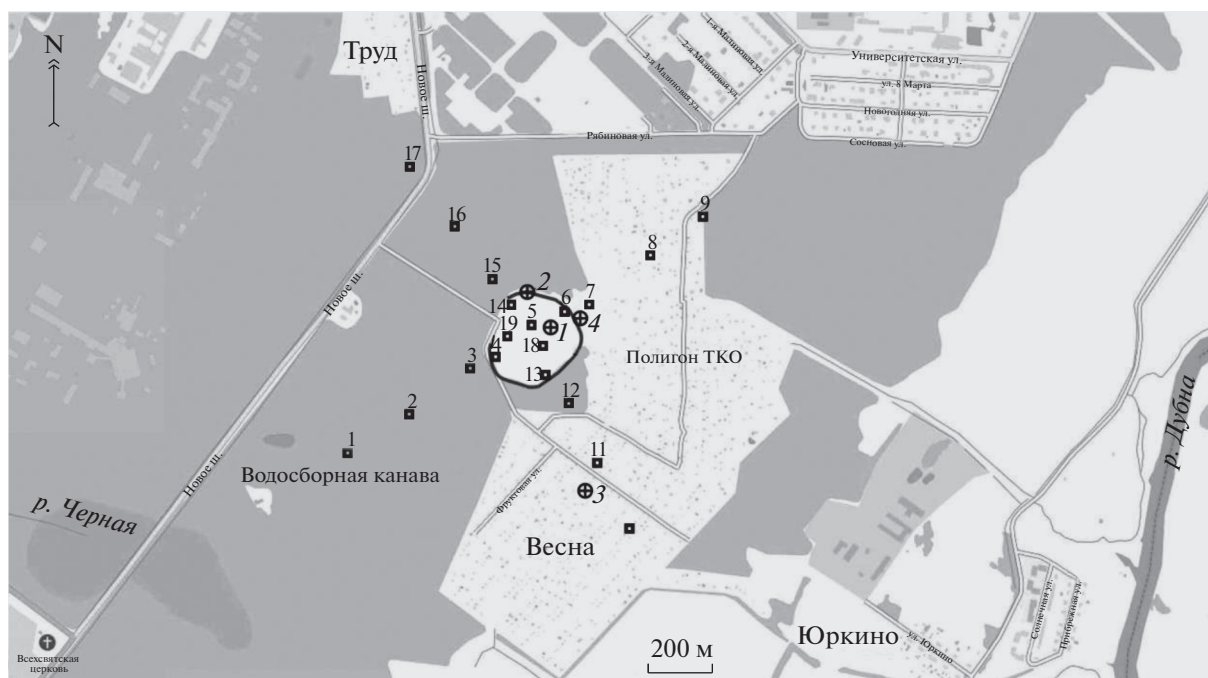 N
Труд
Новое ш.
1-я Малиновая ул.
2-я Малиновая ул.
3-я Малиновая ул.
Университетская ул.
ул. 8 Марта
Новогодняя ул.
Сосновая ул.
Рябиновая ул.
17
16
9
8
15
2
14
6
7
5
4
19
1
18
4
3
13
Полигон ТКО
12
2
1
11
Новое ш.
Водосборная канава
Фруктовая ул.
3
Новое ш.
р. Черная
Весна
р. Дубна
Юркино
ул. Юркино
Солнечная ул.
Прибрежная ул.
200 м
Всехсвятская
церковь